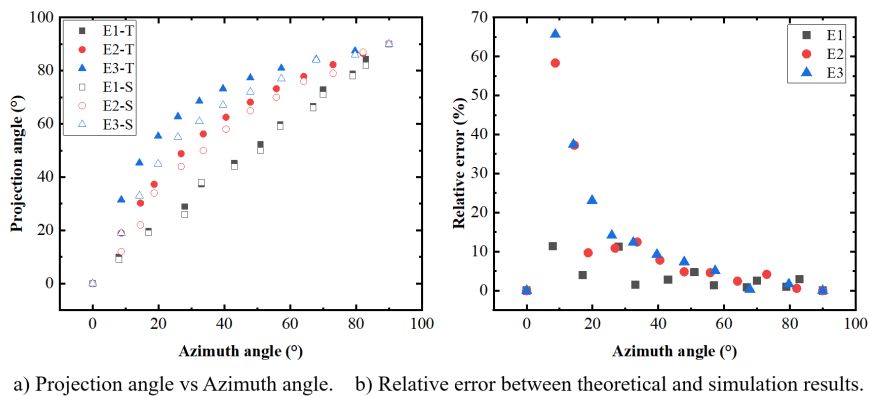 100
80
60
40
20
0
Projection angle (°)
E1-T
E2-T
E3-T
E1-S
E2-S
E3-S
0 20 40 60 80 100
Azimuth angle (°)
70
60
50
40
30
20
10
0
Relative error (%)
E1
E2
E3
0 20 40 60 80 100
Azimuth angle (°)
a) Projection angle vs Azimuth angle. b) Relative error between theoretical and simulation results.